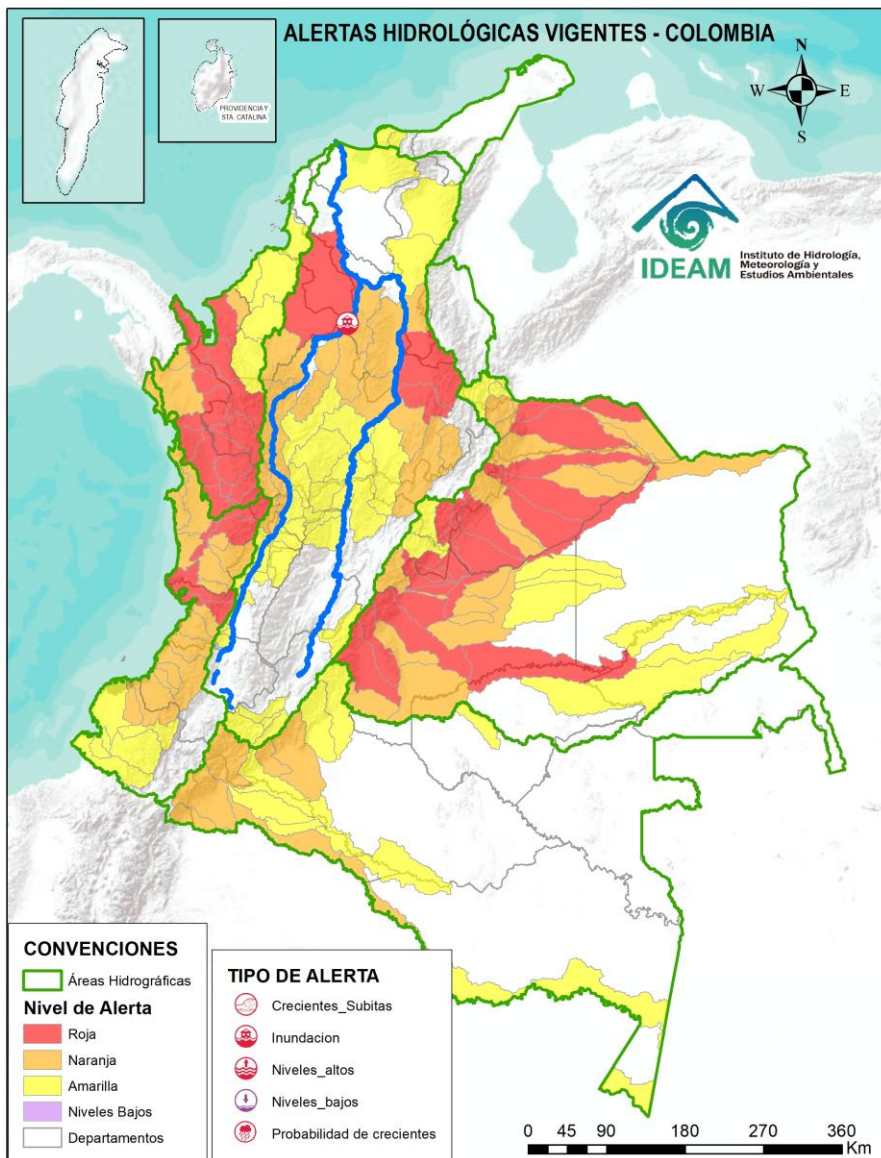 ALERTAS HIDROLÓGICAS VIGENTES - COLOMBIA
PROVIDENCIA Y
STA. CATALINA
N
W
E
S
IDEAM
Instituto de Hidrología,
Meteorología y
Estudios Ambientales
CONVENCIONES
Áreas Hidrográficas
Nivel de Alerta
Roja
Naranja
Amarilla
Niveles Bajos
Departamentos
TIPO DE ALERTA
Crecientes_Subitas
Inundacion
Niveles_altos
Niveles_bajos
Probabilidad de crecientes
0 45 90 180 270 360
Km